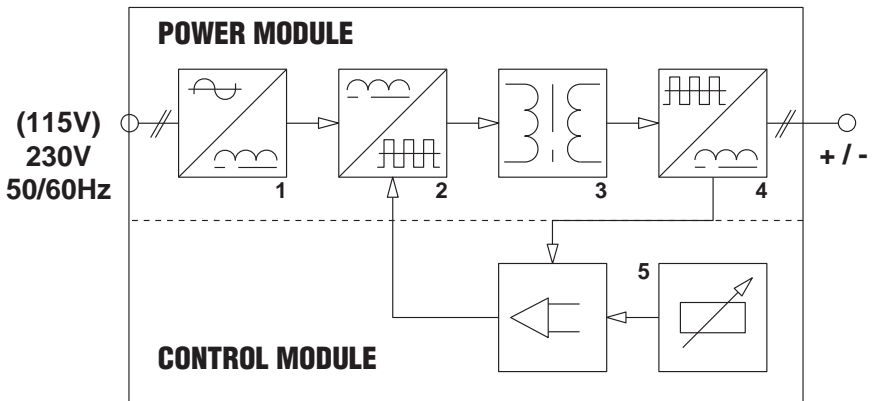 POWER MODULE
(115V)
230V
50/60Hz
1
2
3
4
+ / -
5
CONTROL MODULE